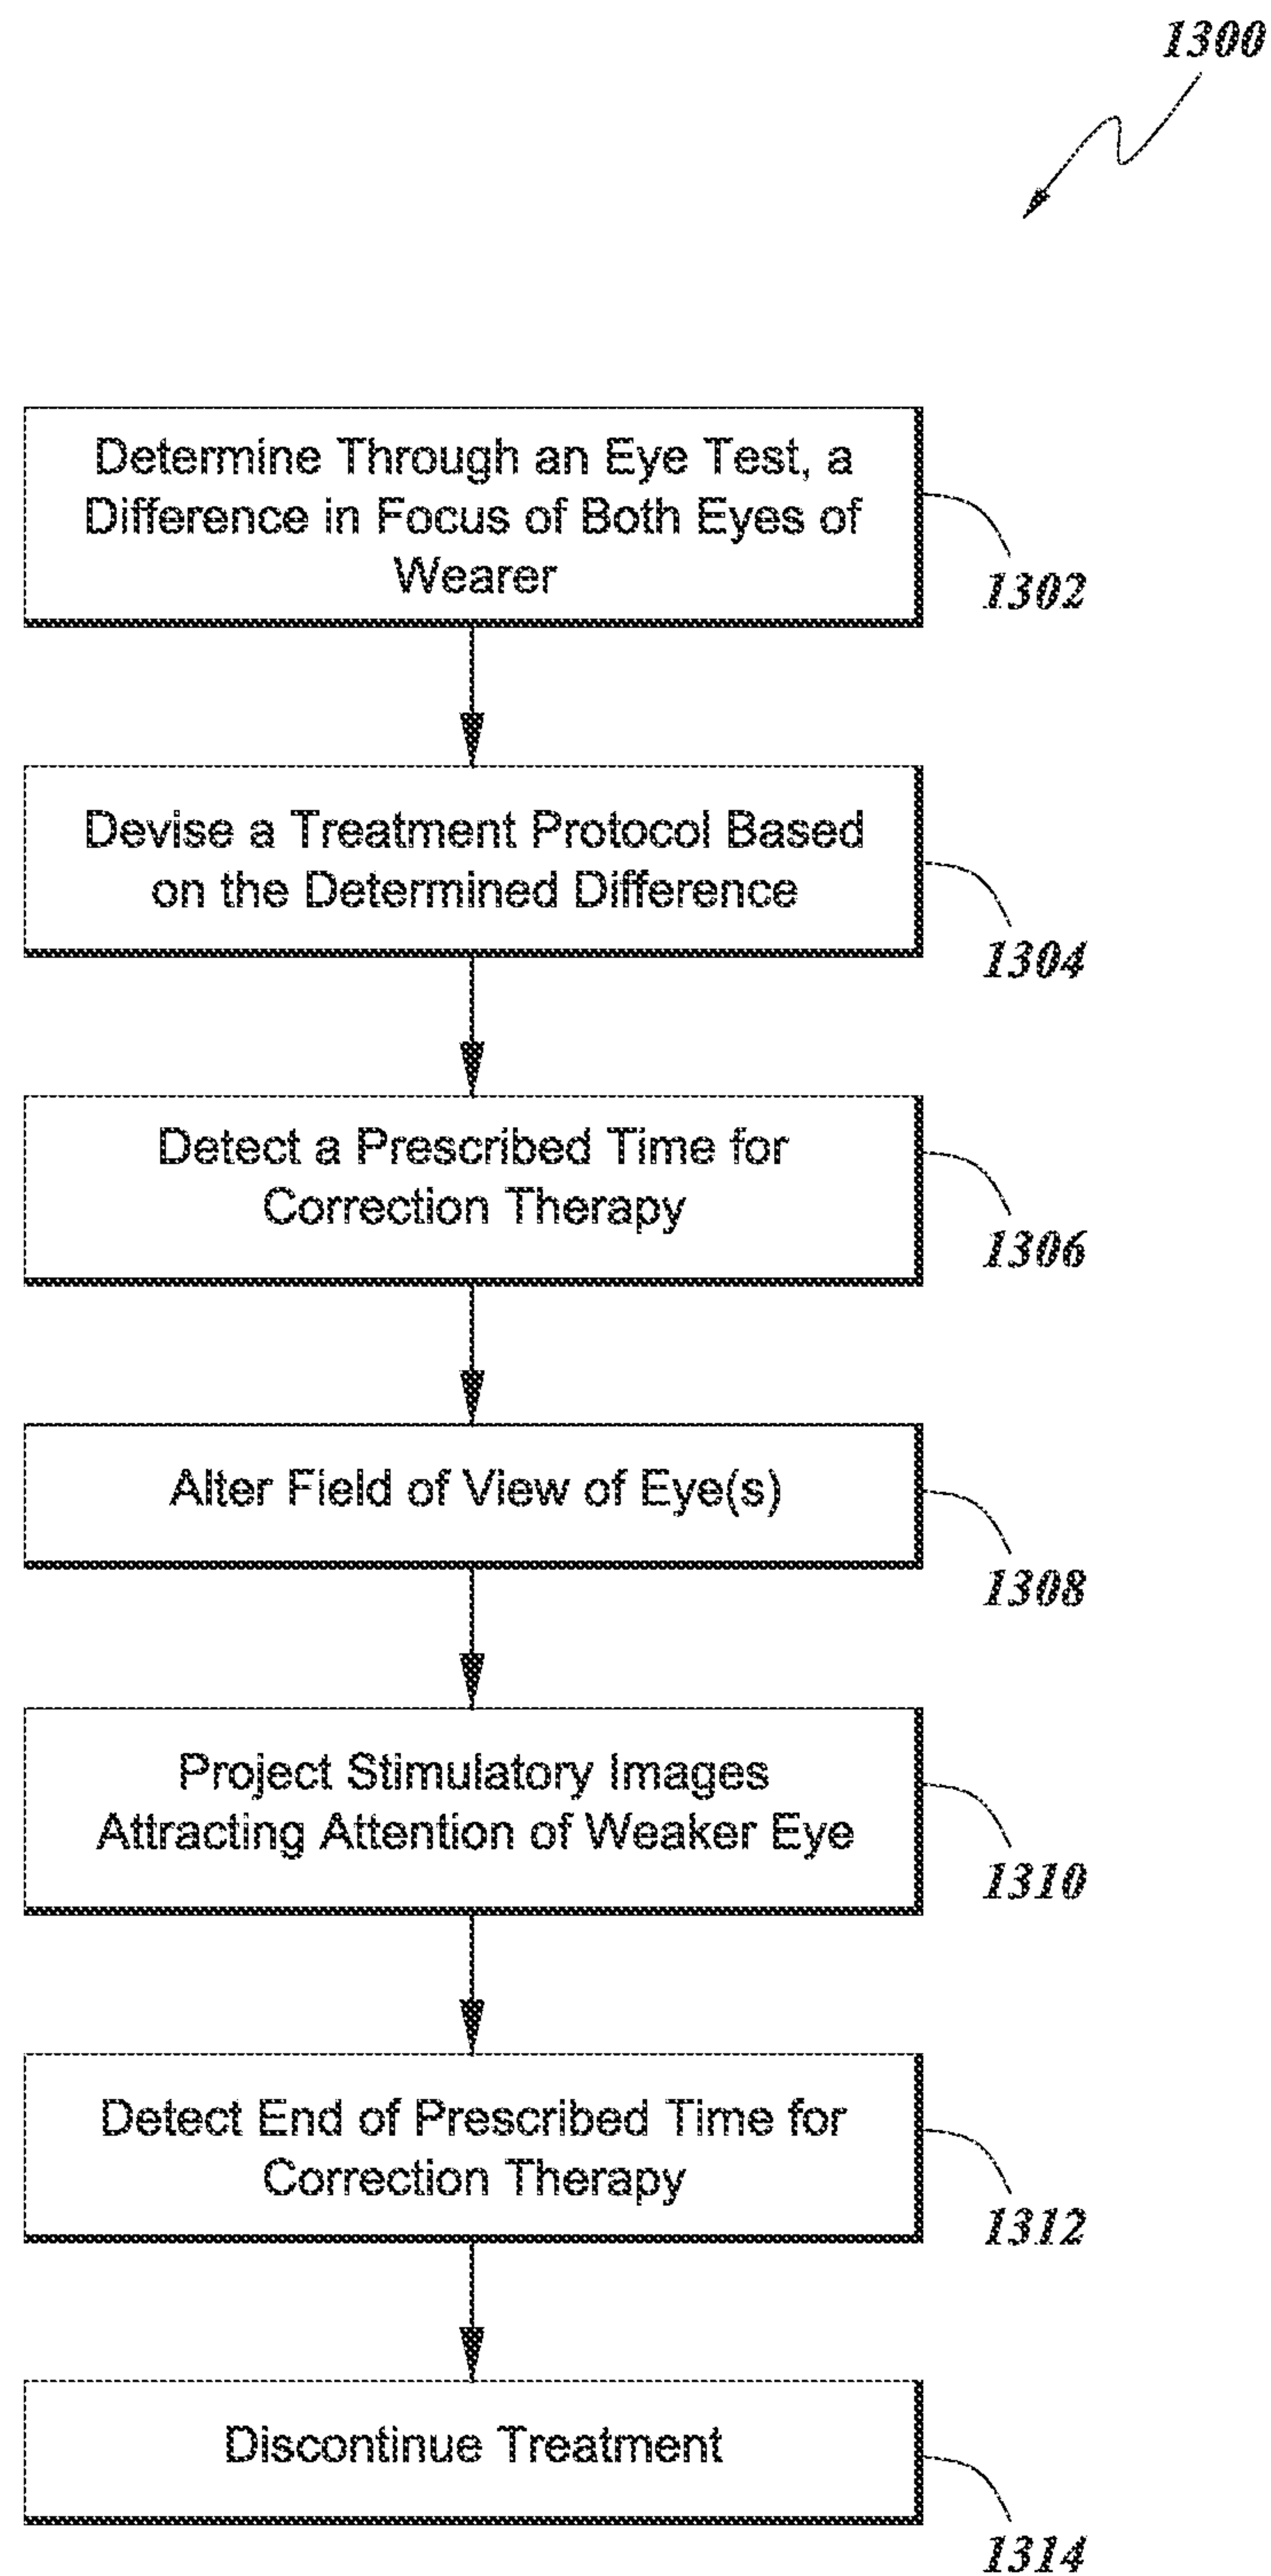 1300
Determine Through an Eye Test, a
Difference in Focus of Both Eyes of
Wearer
1302
Devise a Treatment Protocol Based
on the Determined Difference
1304
Detect a Prescribed Time for
Correction Therapy
1306
Alter Field of View of Eye(s)
1308
Project Stimulatory Images
Attracting Attention of Weaker Eye
1310
Detect End of Prescribed Time for
Correction Therapy
1312
Discontinue Treatment
1314